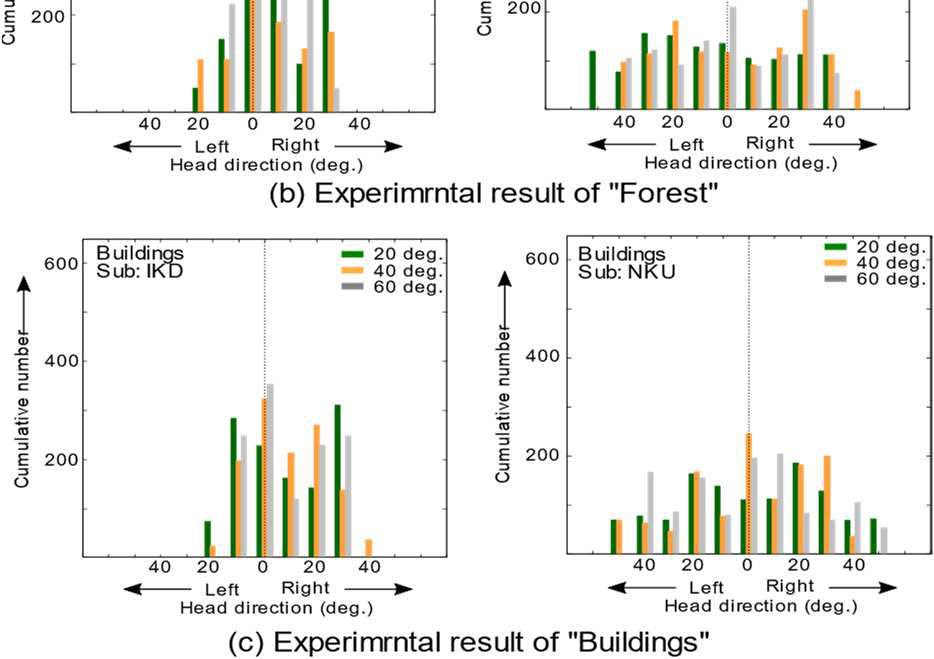 Cumu
200
40 20 0 20 40
Left Right
Head direction (deg.)
Cumu
200
40 20 0 20 40
Left Right
Head direction (deg.)
(b) Experimrntal result of "Forest"
Buildings
Sub: IKD
20 deg.
40 deg.
60 deg.
Cumulative number
600
400
200
40 20 0 20 40
Left Right
Head direction (deg.)
Buildings
Sub: NKU
20 deg.
40 deg.
60 deg.
Cumulative number
600
400
200
40 20 0 20 40
Left Right
Head direction (deg.)
(c) Experimrntal result of "Buildings"